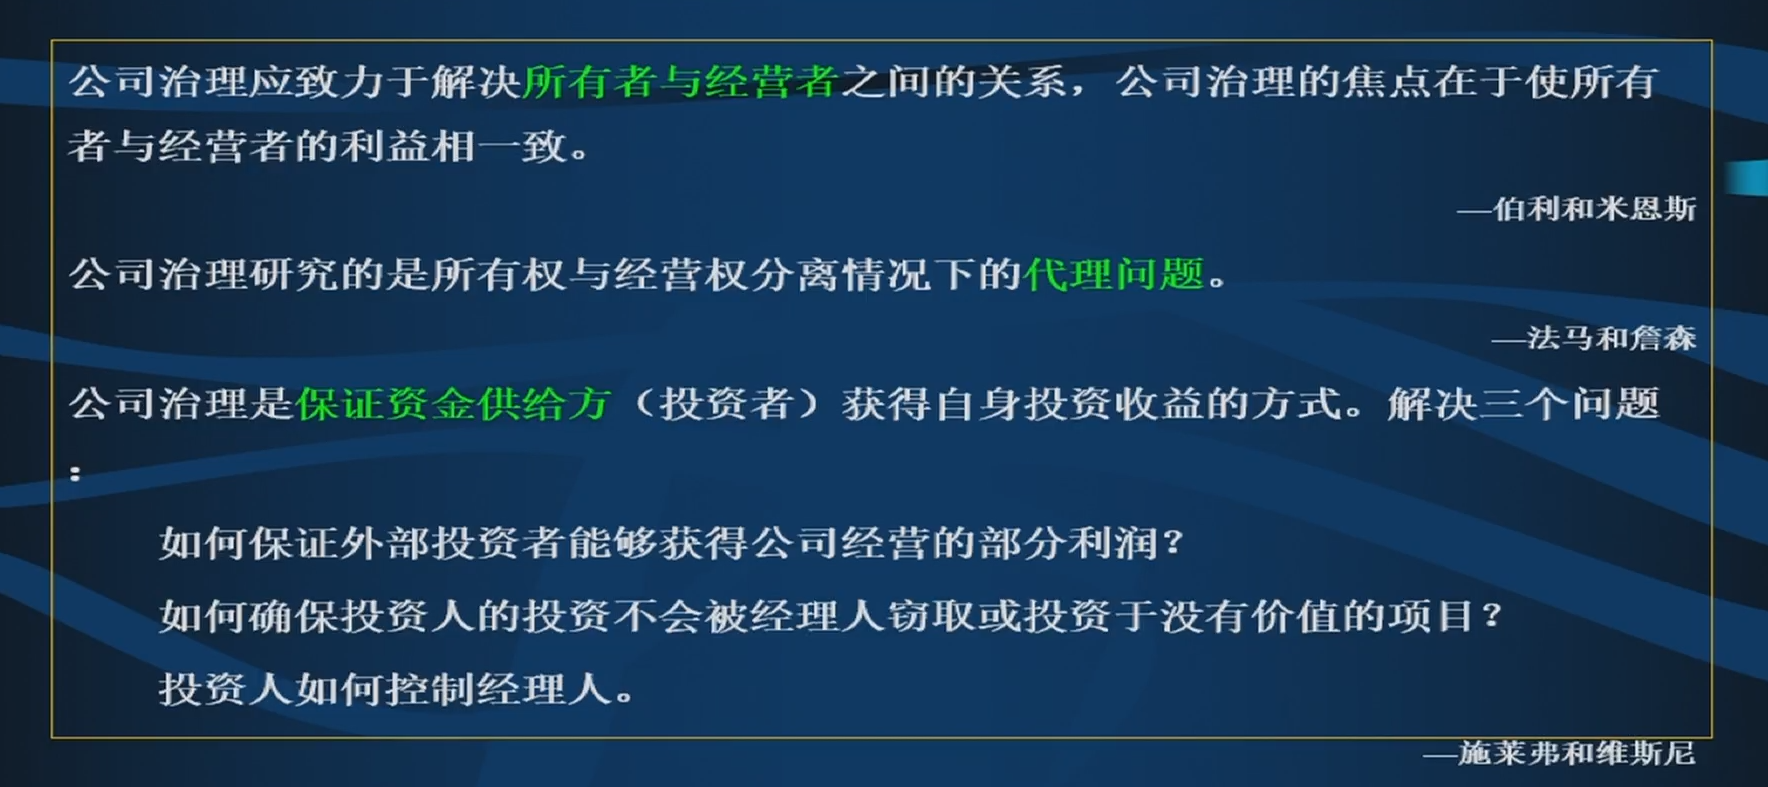 公司治理应致力于解决所有者与经营者之间的关系，公司治理的焦点在于使所有
者与经营者的利益相一致。
—伯利和米恩斯
公司治理研究的是所有权与经营权分离情况下的代理问题。
—法马和詹森
公司治理是保证资金供给方（投资者）获得自身投资收益的方式。解决三个问题
：
如何保证外部投资者能够获得公司经营的部分利润？
如何确保投资人的投资不会被经理人窃取或投资于没有价值的项目？
投资人如何控制经理人。
—施莱弗和维斯尼